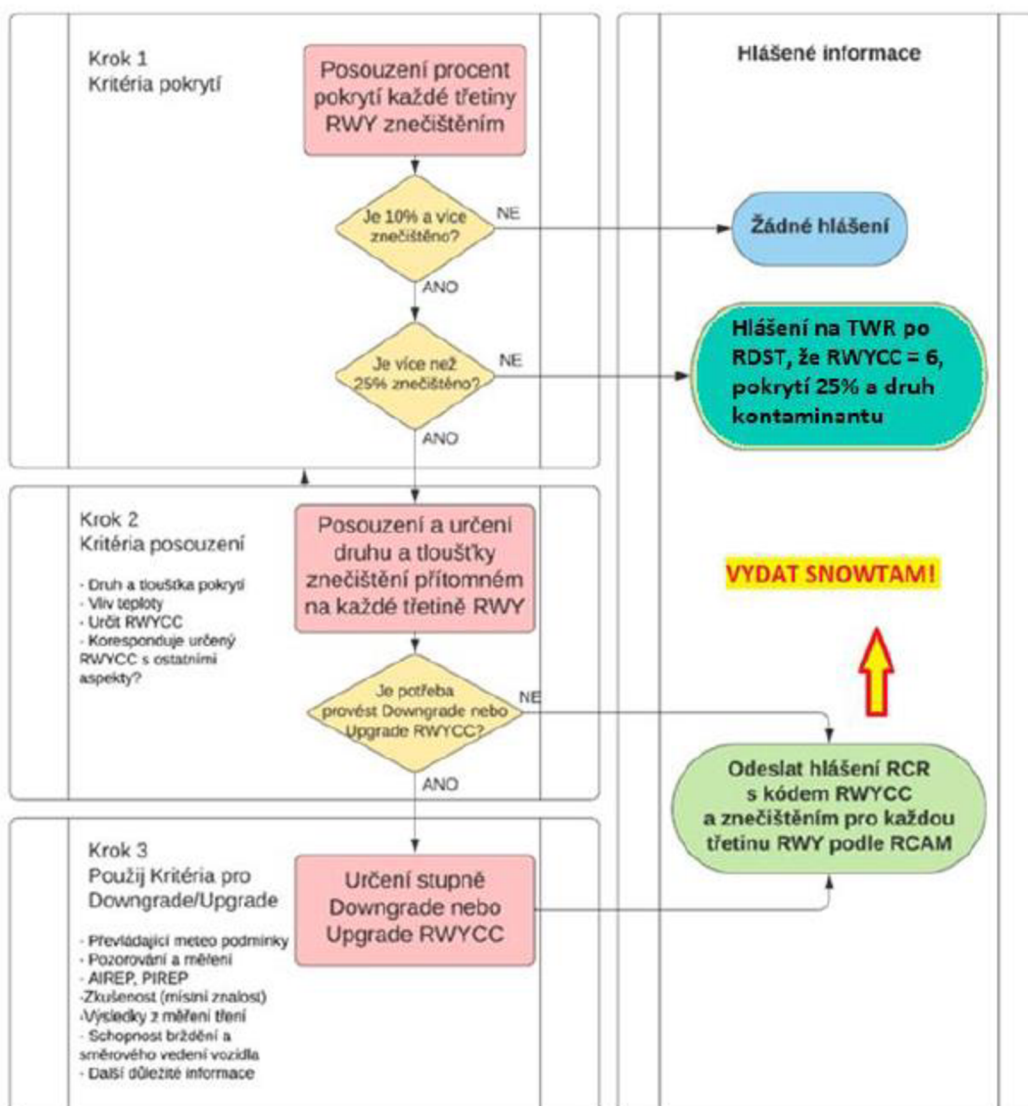 Krok 1
Kritéria pokrytí
Posouzení procent
pokrytí každé třetiny
RWY znečištěním
Hlášené informace
Je 10% a více
znečištěno?
NE
Žádné hlášení
ANO
Je více než
25% znečištěno?
NE
Hlášení na TWR po
RDST, že RWYCC = 6,
pokrytí 25% a druh
kontaminantu
ANO
Krok 2
Kritéria posouzení
- Druh a tloušťka pokrytí
- Vliv teploty
- Určit RWYCC
- Koresponduje určený
RWYCC s ostatními
aspekty?
Posouzení a určení
druhu a tloušťky
znečištění přítomném
na každé třetině RWY
VYDAT SNOWTAM!
Je potřeba
provést Downgrade nebo
Upgrade RWYCC?
NE
ANO
Odeslat hlášení RCR
s kódem RWYCC
a znečištěním pro každou
třetinu RWY podle RCAM
Krok 3
Použij Kritéria pro
Downgrade/Upgrade
- Převládající meteo podmínky
- Pozorování a měření
- AIREP, PIREP
-Zkušenost (místní znalost)
-Výsledky z měření tření
- Schopnost brždění a
směrového vedení vozidla
- Další důležité informace
Určení stupně
Downgrade nebo
Upgrade RWYCC